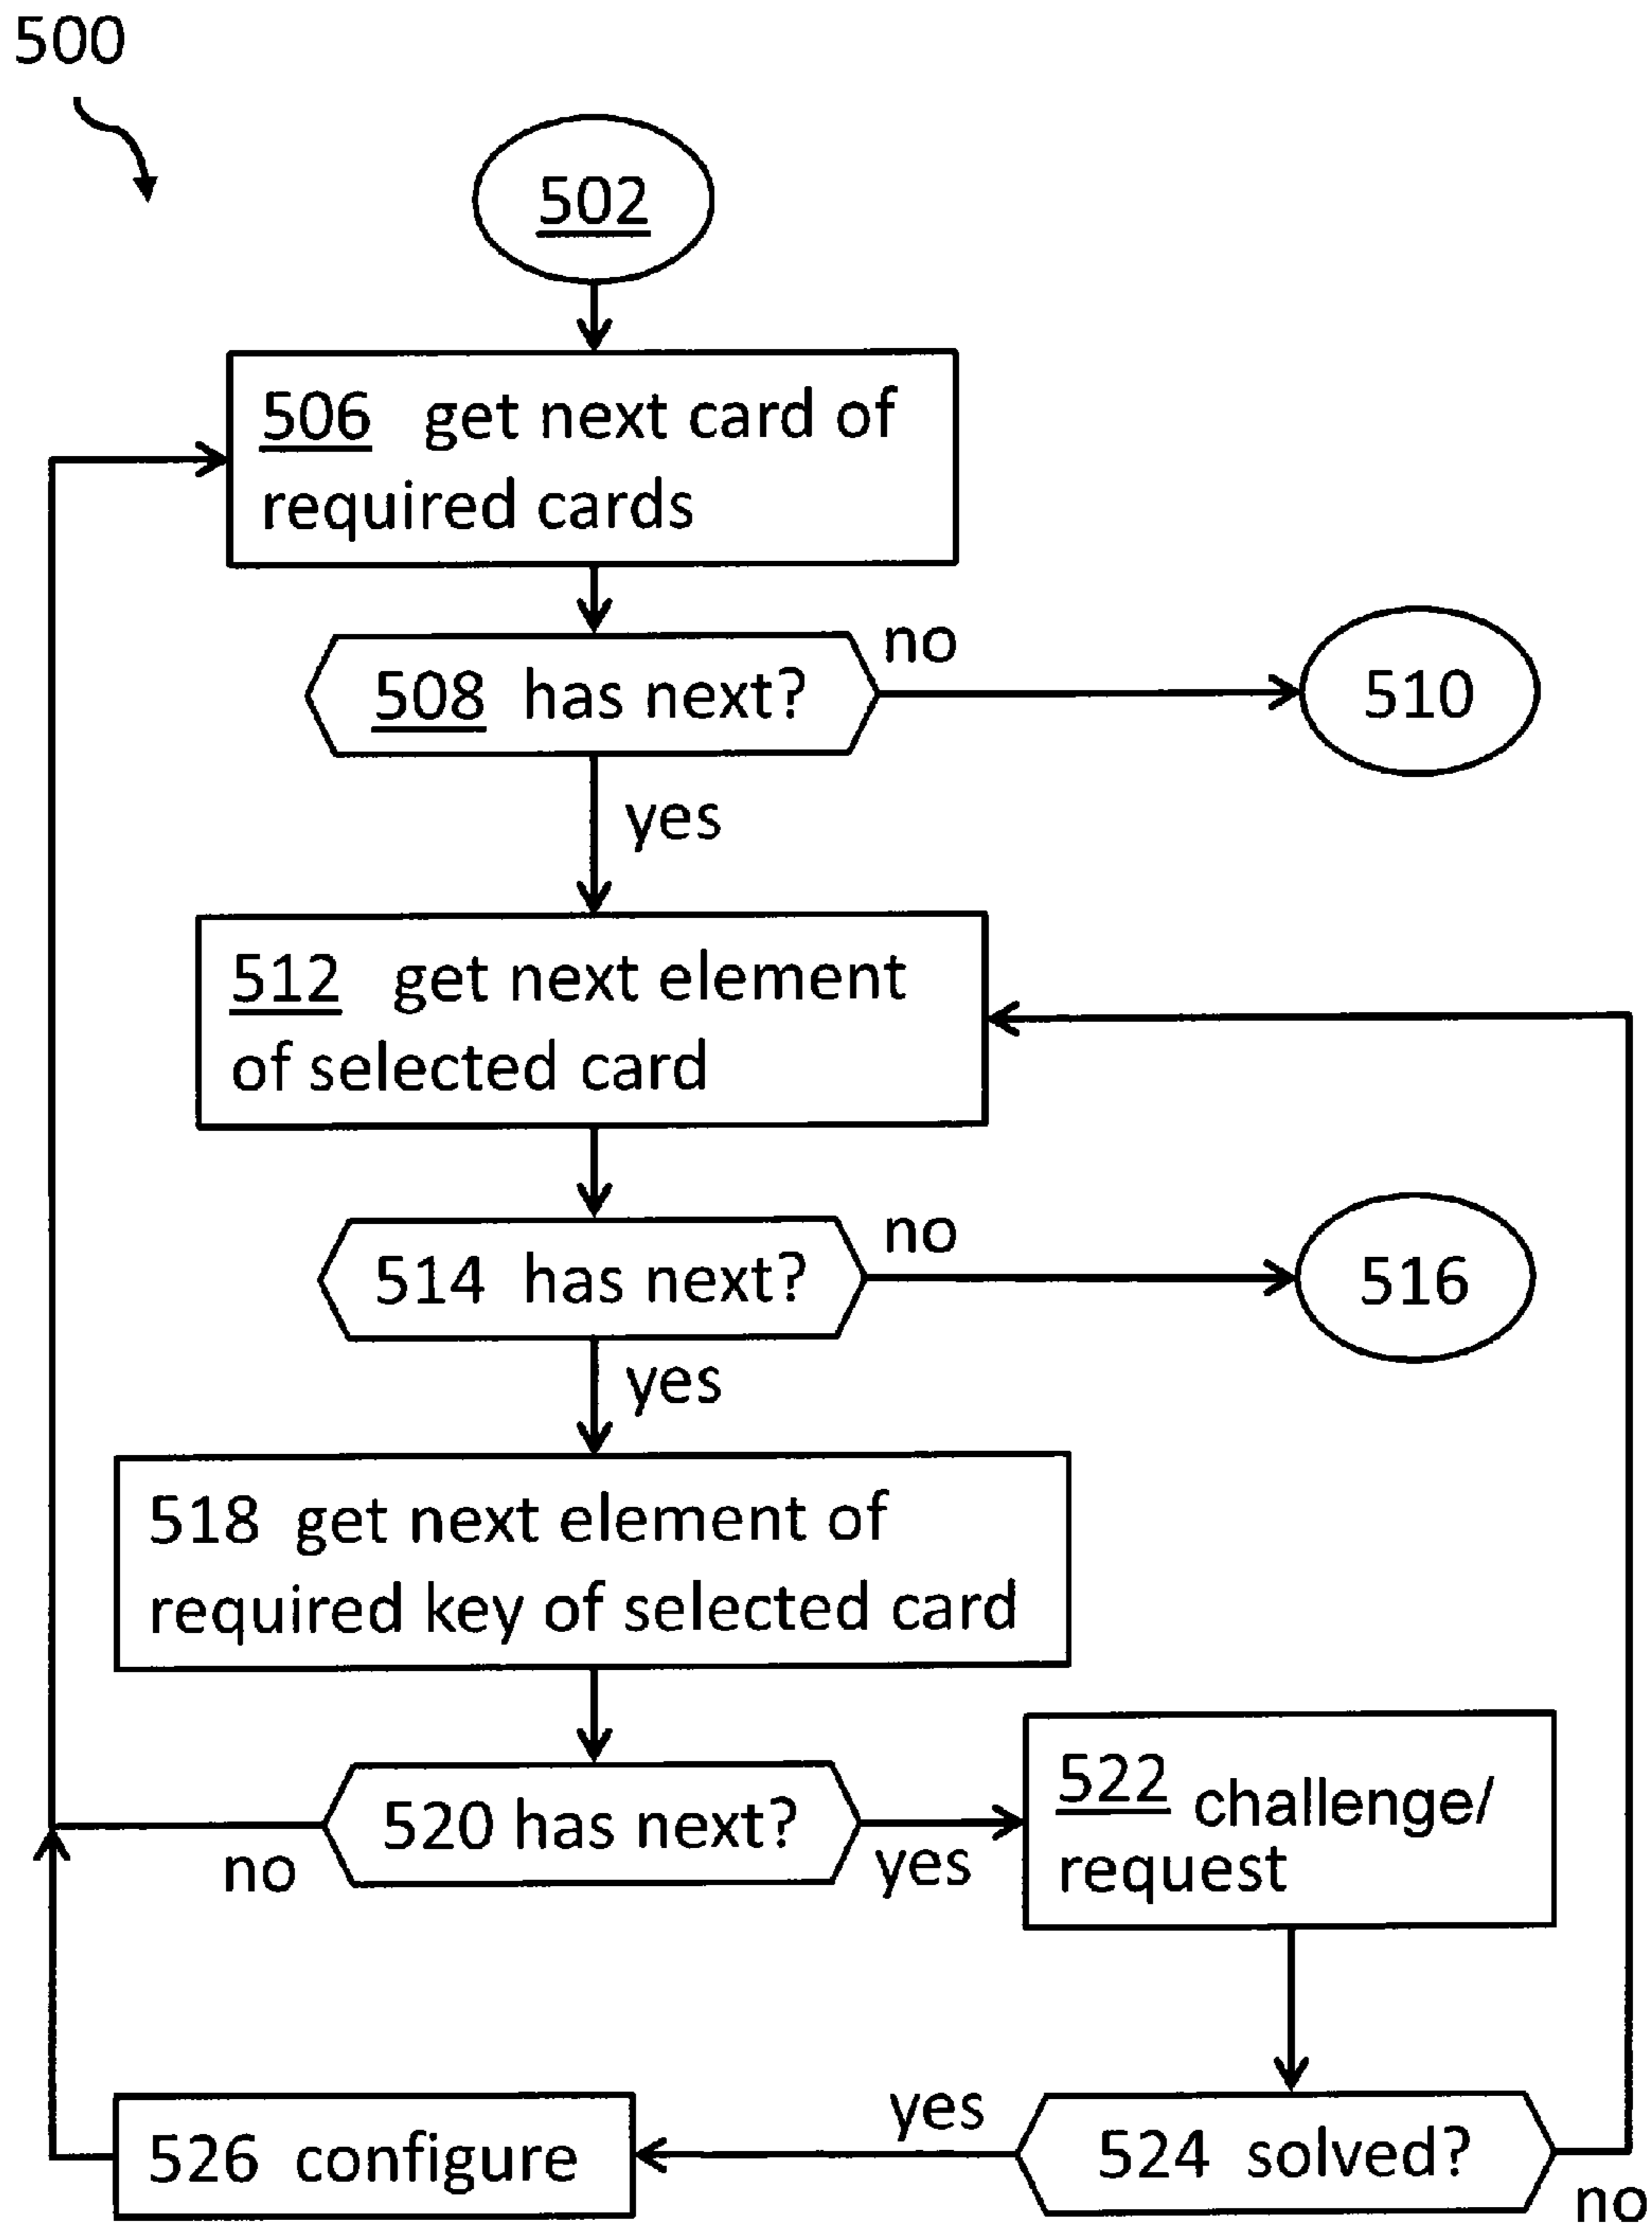 500
502
506 get next card of
required cards
508 has next?
no
510
yes
512 get next element
of selected card
514 has next?
no
516
yes
518 get next element of
required key of selected card
520 has next?
no
yes
522 challenge/
request
524 solved?
yes
no
526 configure